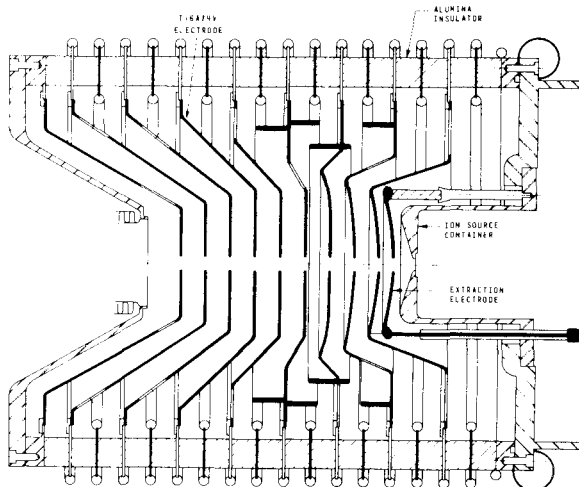 Ti6Al4V
ELECTRODE
ALUMINA
INSULATOR
ION SOURCE
CONTAINER
EXTRACTION
ELECTRODE